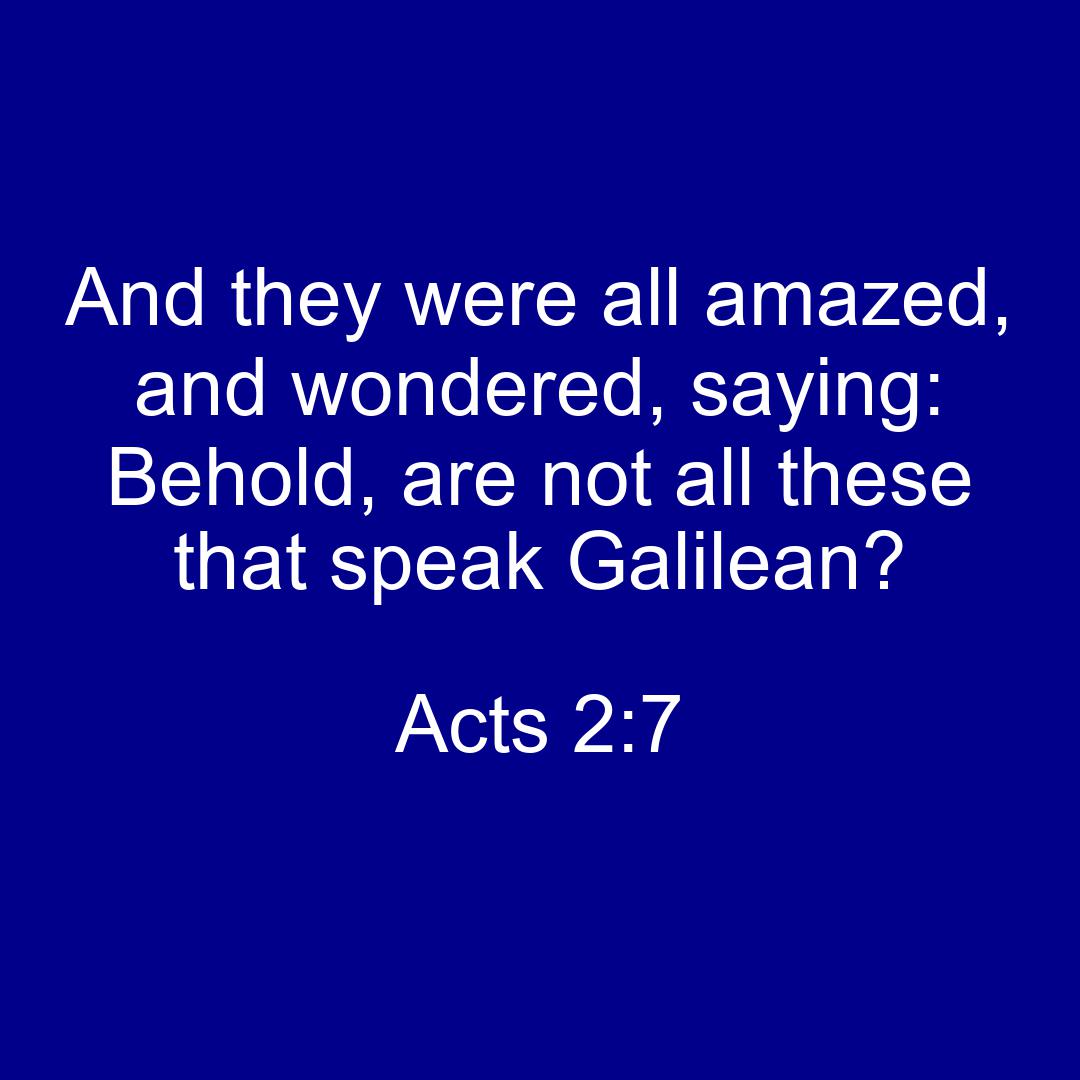 And they were all amazed,
and wondered, saying:
Behold, are not all these
that speak Galilean?
Acts 2:7